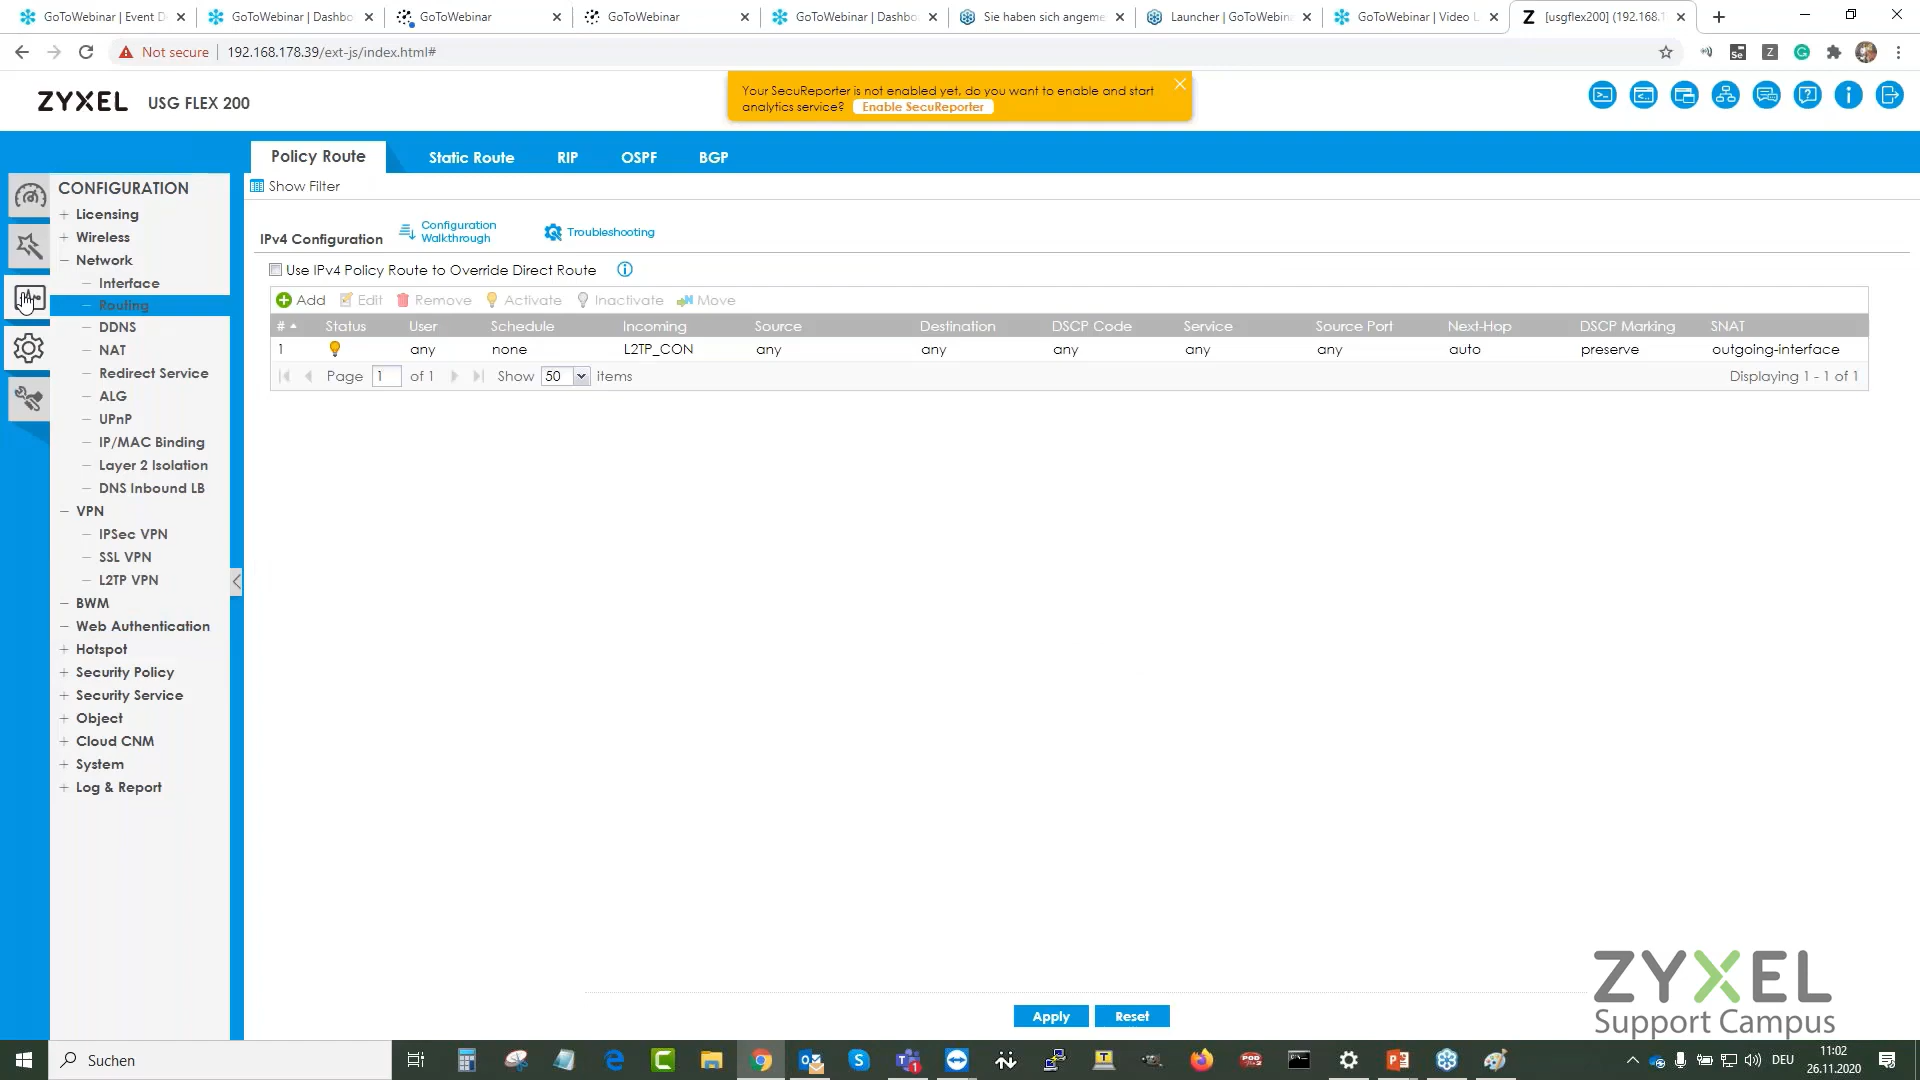 GoToWebinar | Event D
GoToWebinar | Dashbo
GoToWebinar
GoToWebinar
GoToWebinar | Dashbo
Sie haben sich angeme
Launcher | GoToWebin
GoToWebinar | Video L
[usgflex200] (192.168.1
Not secure
192.168.178.39/ext-js/index.html#
ZYXEL USG FLEX 200
Your SecuReporter is not enabled yet, do you want to enable and start
analytics service? Enable SecuReporter
Policy Route
Static Route
RIP
OSPF
BGP
Show Filter
CONFIGURATION
+ Licensing
+ Wireless
− Network
− Interface
− Routing
− DDNS
− NAT
− Redirect Service
− ALG
− UPnP
− IP/MAC Binding
− Layer 2 Isolation
− DNS Inbound LB
− VPN
− IPSec VPN
− SSL VPN
− L2TP VPN
− BWM
− Web Authentication
+ Hotspot
+ Security Policy
+ Security Service
+ Object
+ Cloud CNM
+ System
+ Log & Report
IPv4 Configuration
Configuration
Walkthrough
Troubleshooting
Use IPv4 Policy Route to Override Direct Route
Add Edit Remove Activate Inactivate Move
# Status User Schedule Incoming Source Destination DSCP Code Service Source Port Next-Hop DSCP Marking SNAT
1 any none L2TP_CON any any any any any auto preserve outgoing-interface
Page 1 of 1 Show 50 items
Displaying 1 - 1 of 1
Apply
Reset
ZYXEL
Support Campus
Suchen
DEU
11:02
26.11.2020